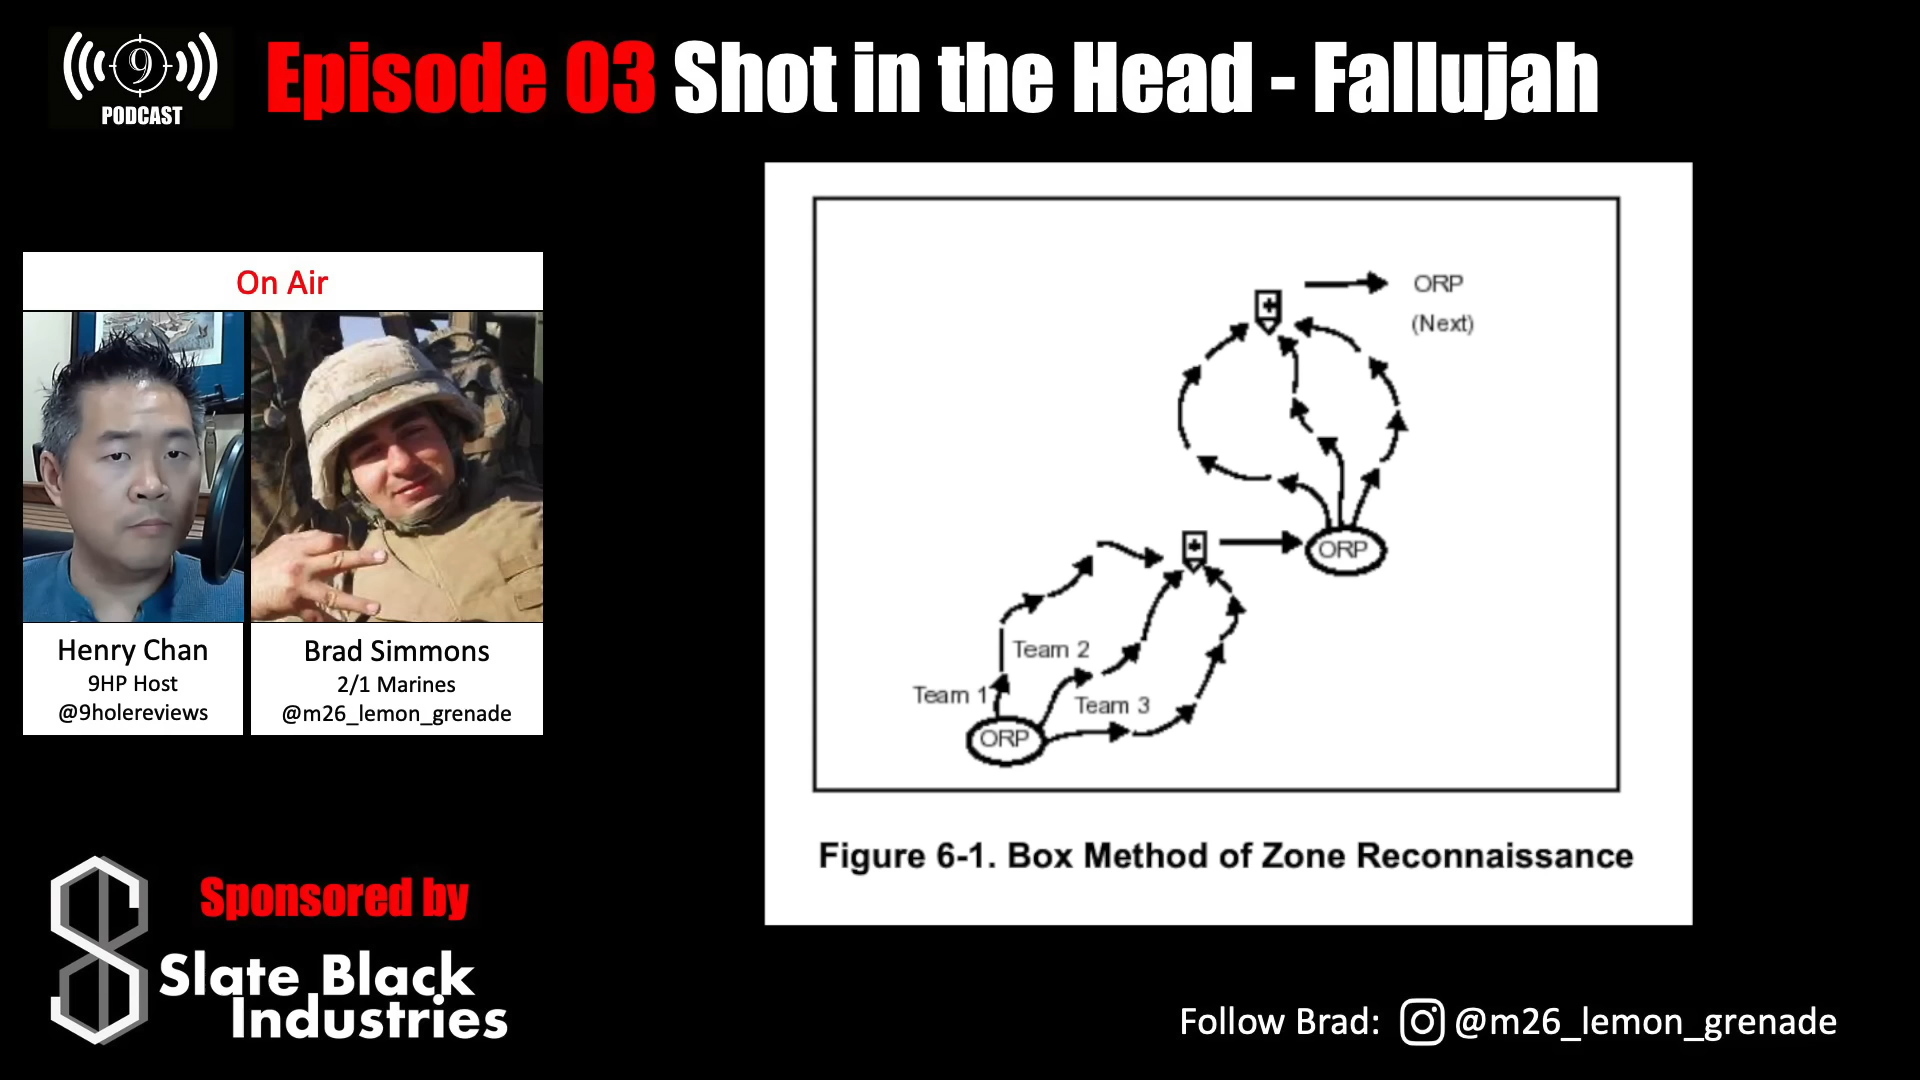 9
PODCAST
Episode 03 Shot in the Head - Fallujah
On Air
Henry Chan
9HP Host
@9holereviews
Brad Simmons
2/1 Marines
@m26_lemon_grenade
ORP
(Next)
ORP
Team 2
Team 1
Team 3
ORP
Figure 6-1. Box Method of Zone Reconnaissance
Sponsored by
Slate Black
Industries
Follow Brad: @m26_lemon_grenade